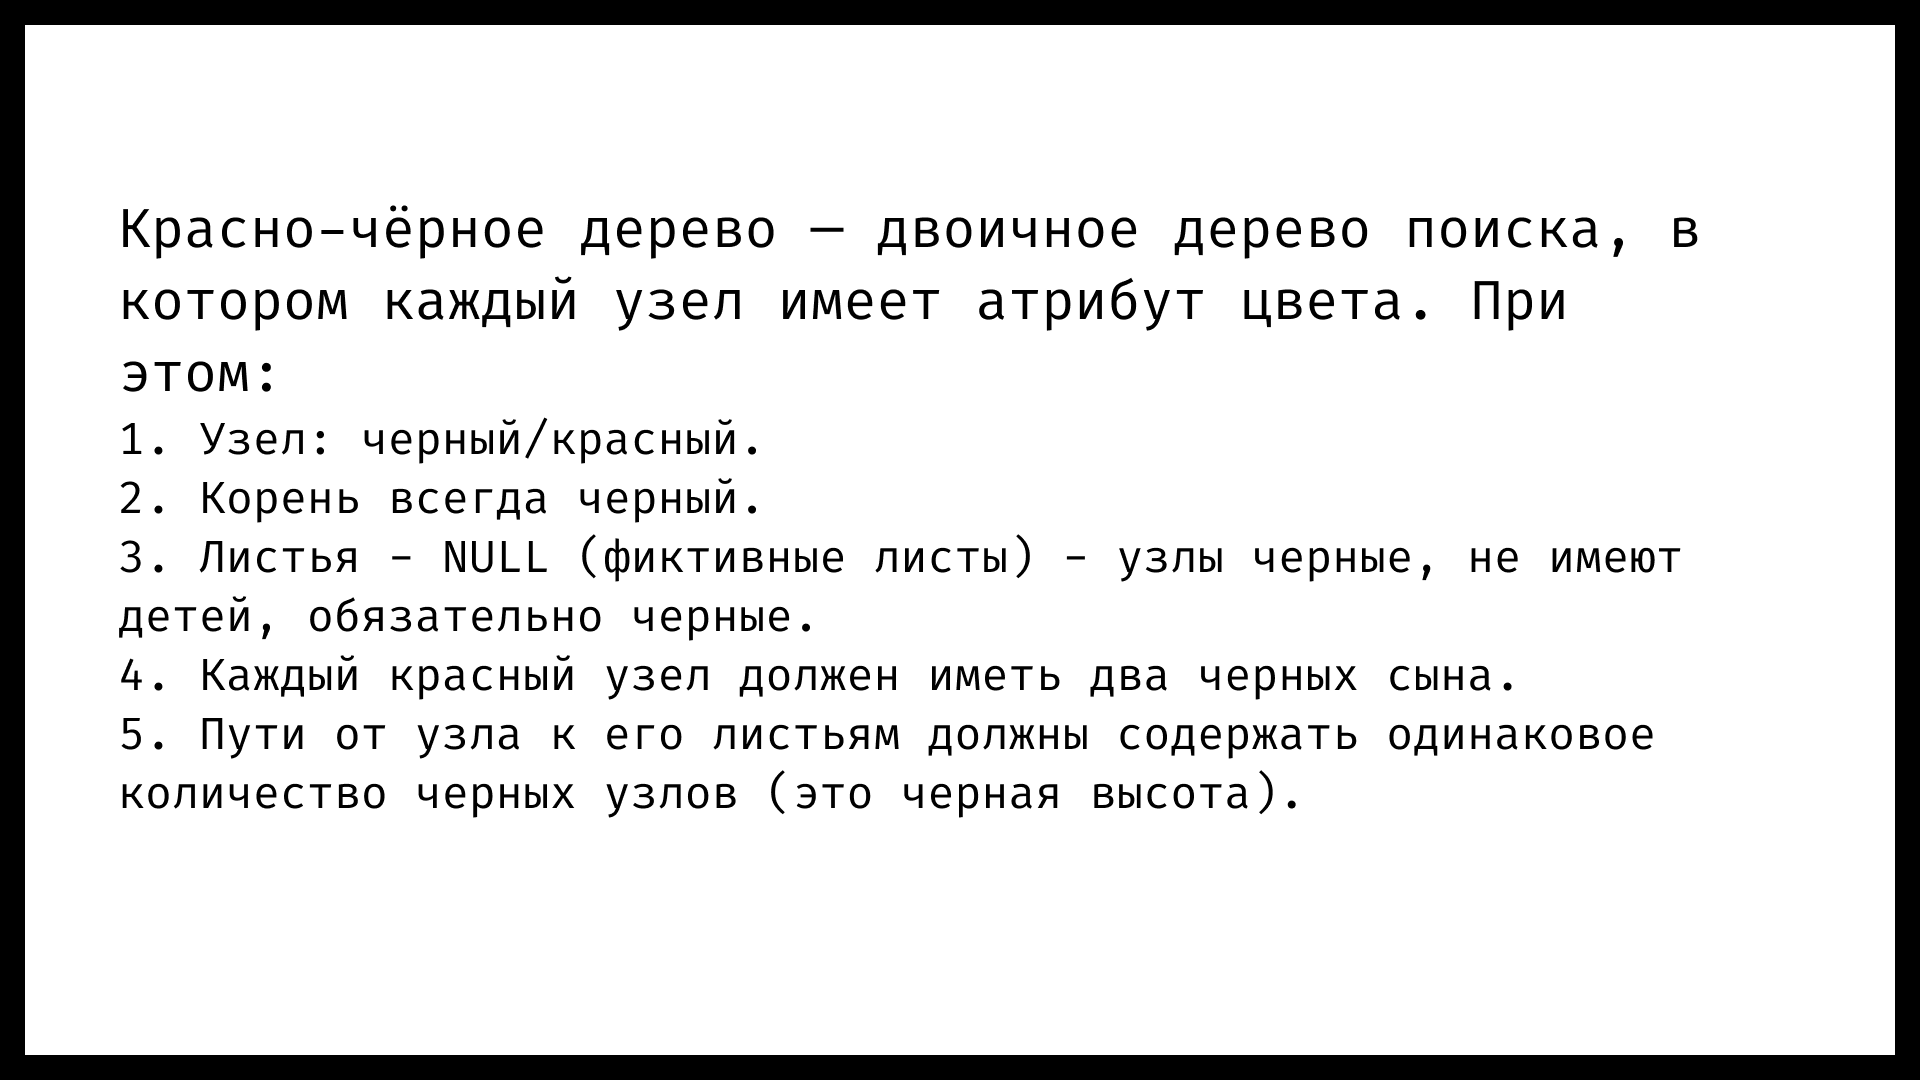 Красно-чёрное дерево — двоичное дерево поиска, в
котором каждый узел имеет атрибут цвета. При
этом:
1. Узел: черный/красный.
2. Корень всегда черный.
3. Листья - NULL (фиктивные листы) - узлы черные, не имеют
детей, обязательно черные.
4. Каждый красный узел должен иметь два черных сына.
5. Пути от узла к его листьям должны содержать одинаковое
количество черных узлов (это черная высота).